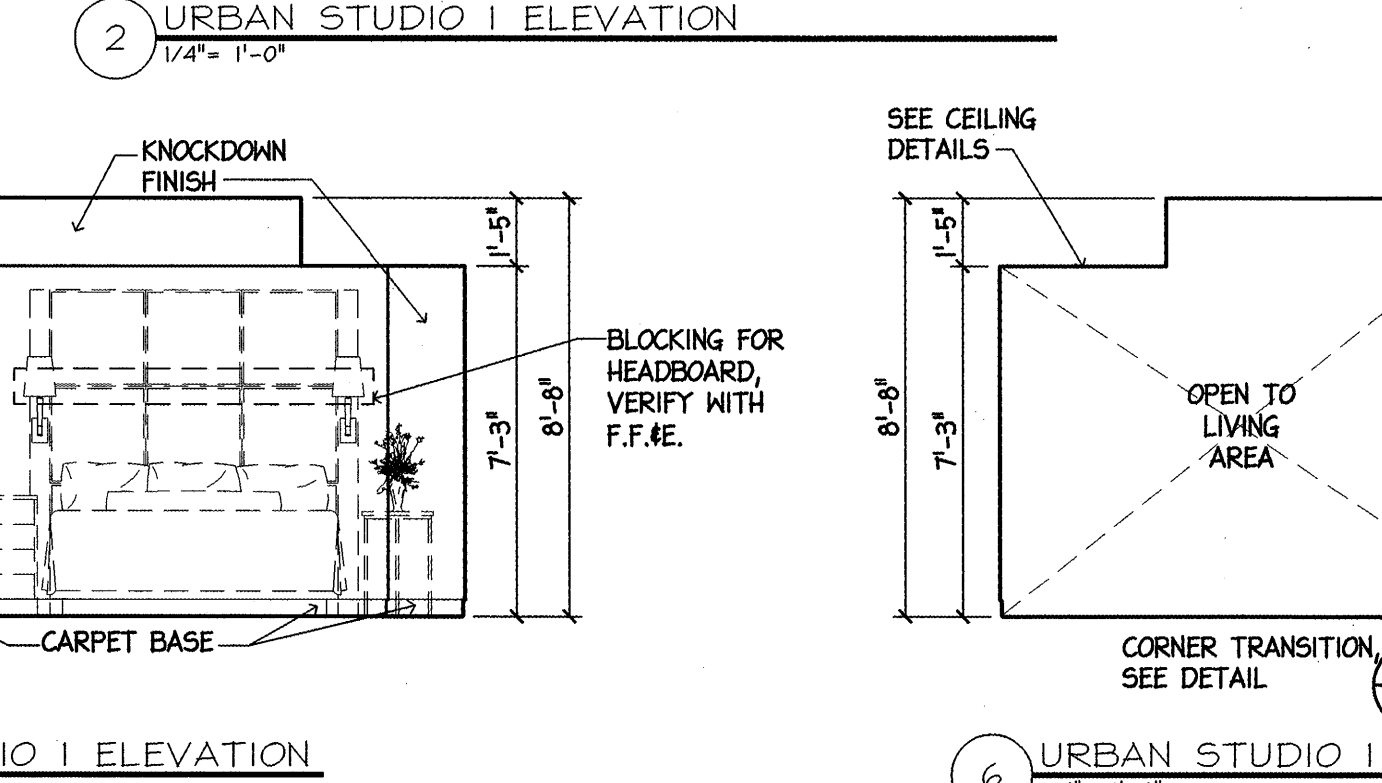 2
URBAN STUDIO 1 ELEVATION
1/4"= 1'-0"
KNOCKDOWN
FINISH
1'-5"
7'-3"
8'-8"
BLOCKING FOR
HEADBOARD,
VERIFY WITH
F.F.&E.
CARPET BASE
IO 1 ELEVATION
SEE CEILING
DETAILS
1'-5"
8'-8"
7'-3"
OPEN TO
LIVING
AREA
CORNER TRANSITION,
SEE DETAIL
6
URBAN STUDIO 1